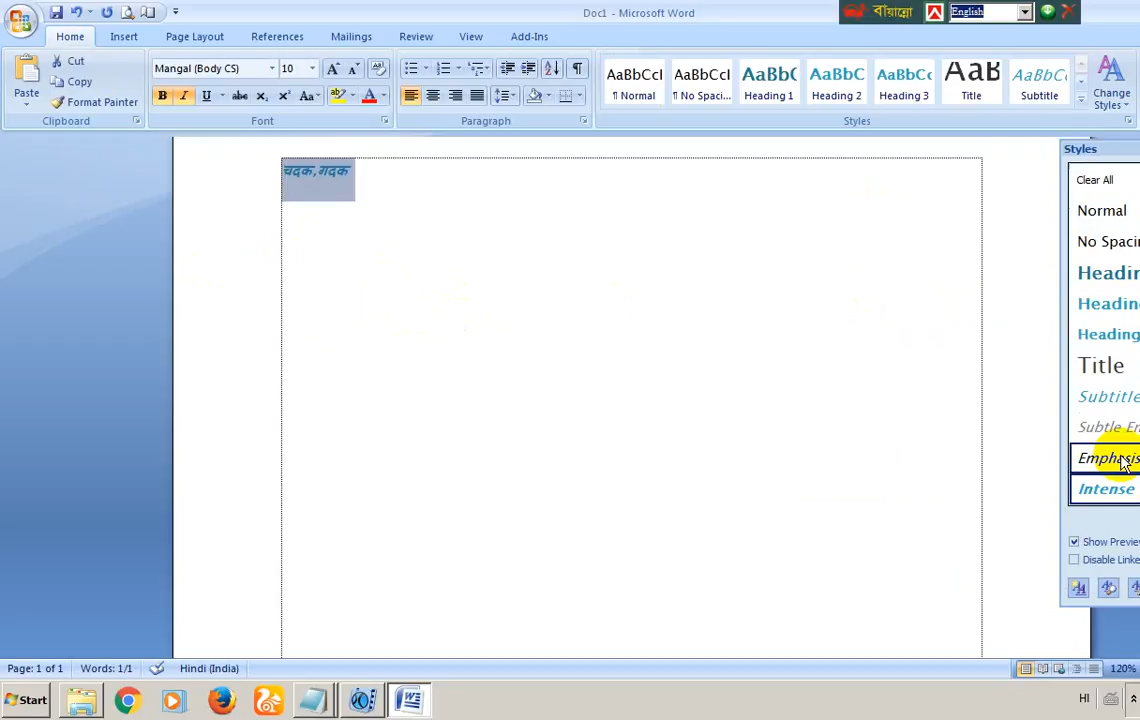 Doc1 - Microsoft Word
বায়ান্নো
English
Home Insert Page Layout References Mailings Review View Add-Ins
Paste
Cut
Copy
Format Painter
Clipboard
Mangal (Body CS) 10
Font
Paragraph
AaBbCcI AaBbCcI AaBbC AaBbC AaBbCc AaB AaBbCc
¶ Normal ¶ No Spaci... Heading 1 Heading 2 Heading 3 Title Subtitle
Change
Styles
Styles
चदक,गदक
Styles
Clear All
Normal
No Spaci
Headin
Headin
Heading
Title
Subtitle
Subtle En
Emphasis
Intense
Show Preview
Disable Linke
Page: 1 of 1 Words: 1/1 Hindi (India) 120%
Start HI